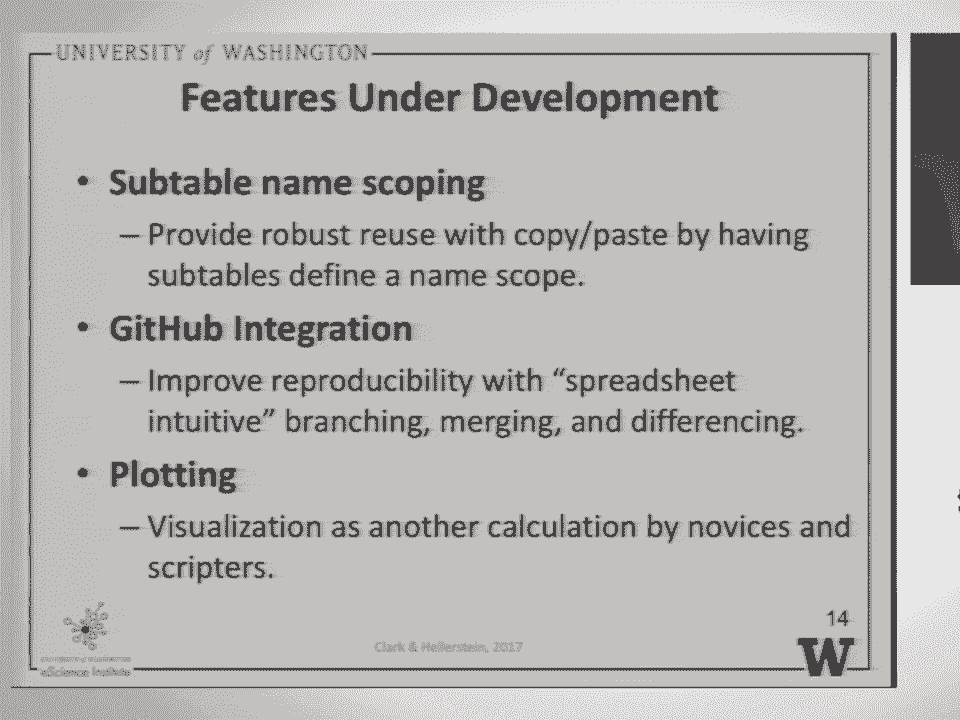 UNIVERSITY of WASHINGTON
Features Under Development
• Subtable name scoping
– Provide robust reuse with copy/paste by having
subtables define a name scope.
• GitHub Integration
– Improve reproducibility with “spreadsheet
intuitive” branching, merging, and differencing.
• Plotting
– Visualization as another calculation by novices and
scripters.
14
Clark & Hellerstein, 2017
W
eScience Institute